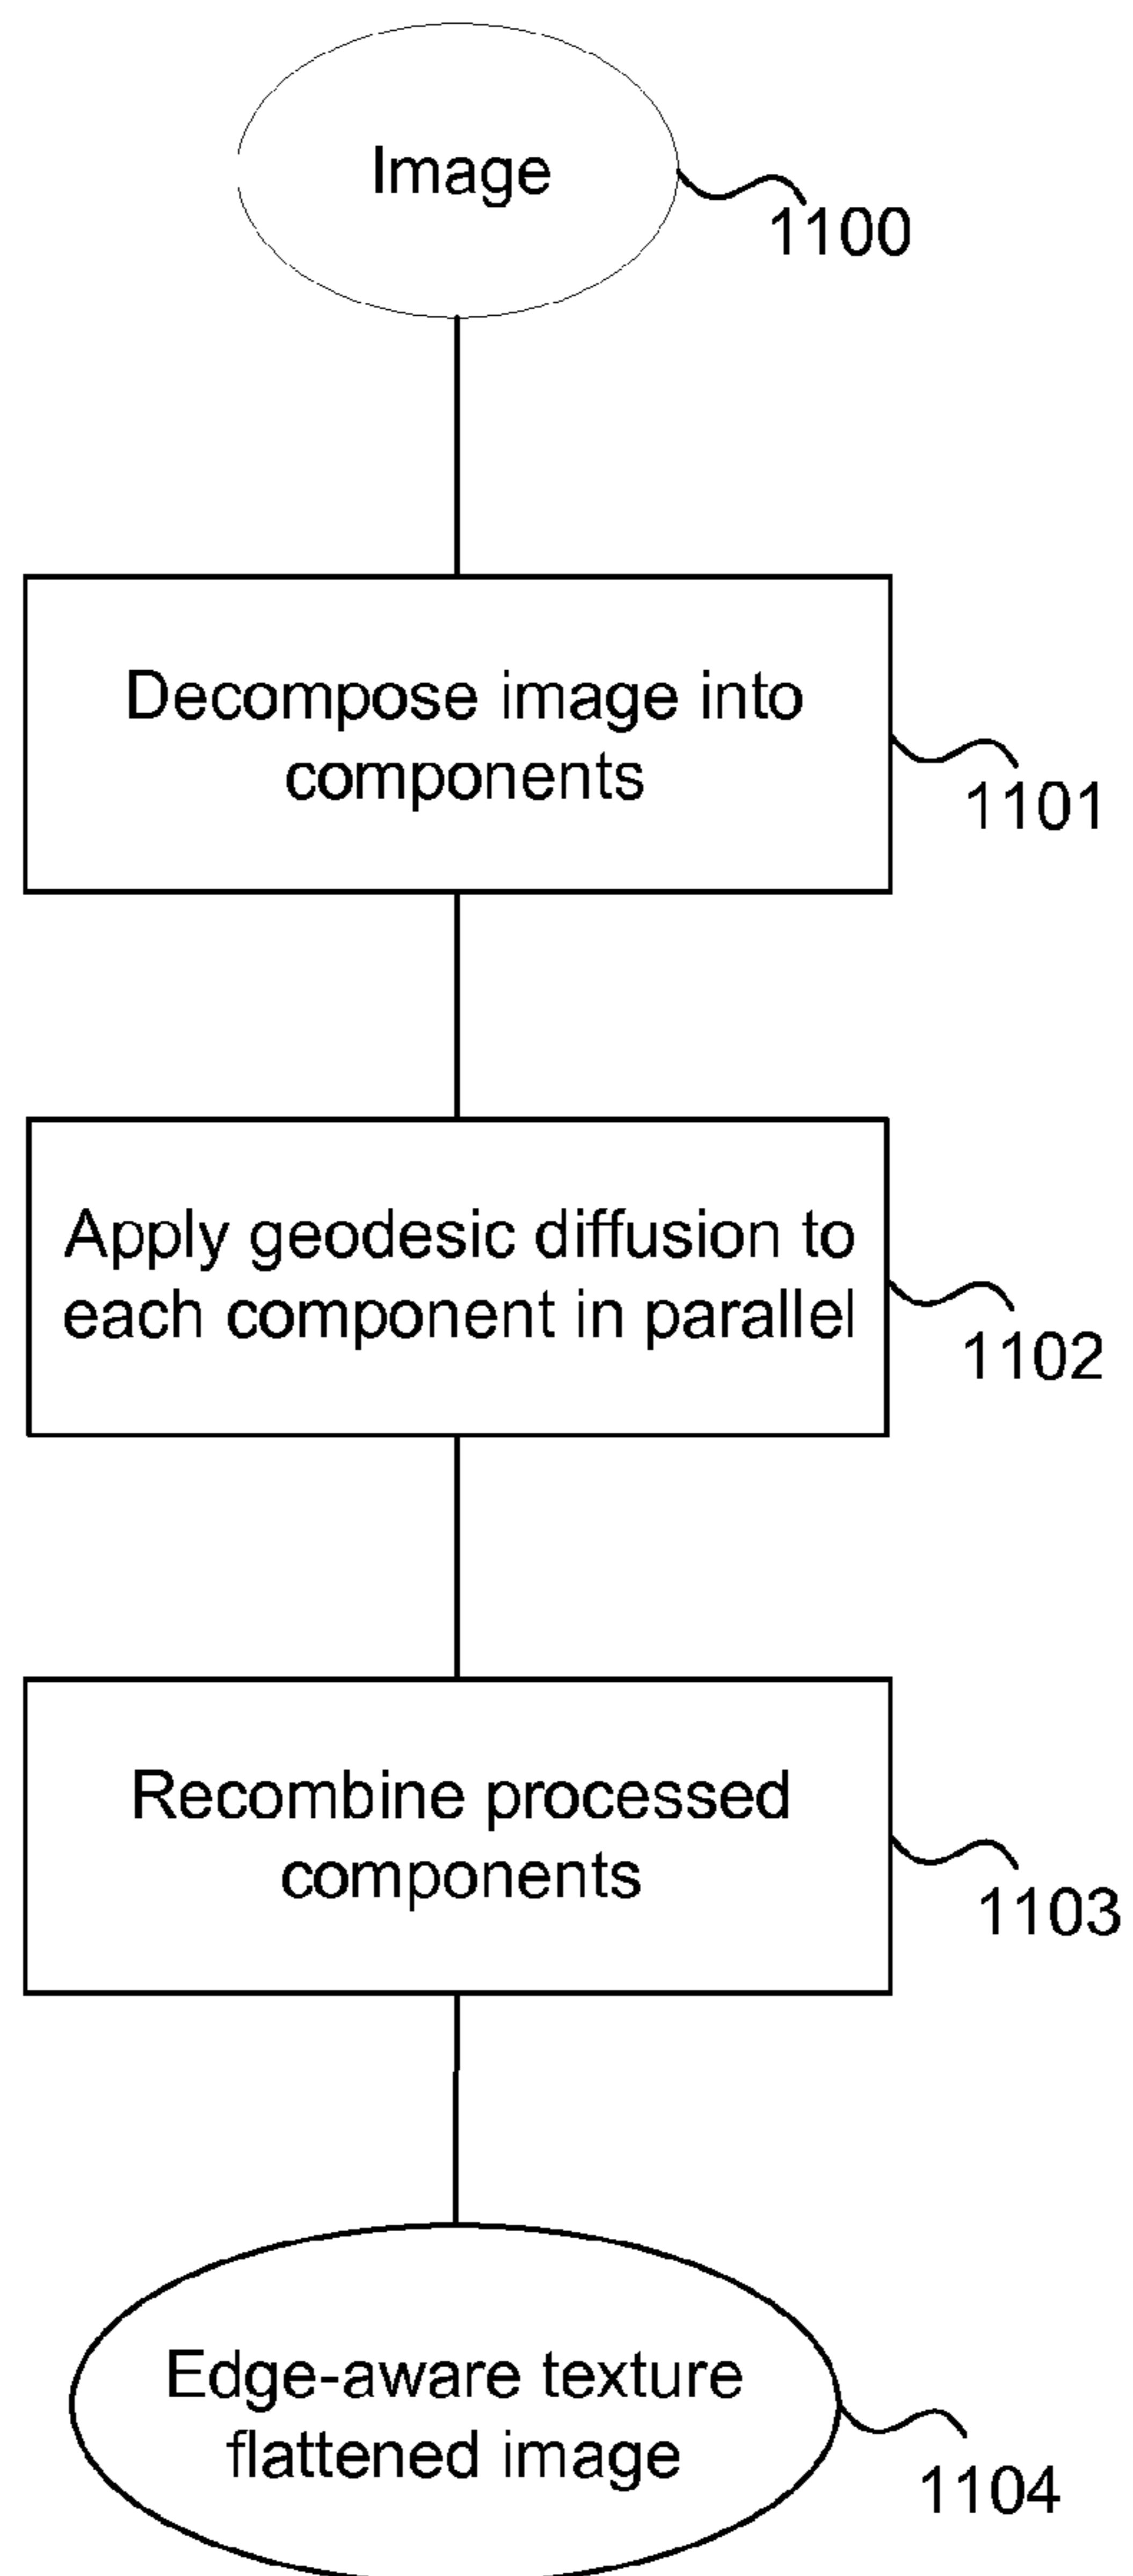 Image
1100
Decompose image into
components
1101
Apply geodesic diffusion to
each component in parallel
1102
Recombine processed
components
1103
Edge-aware texture
flattened image
1104